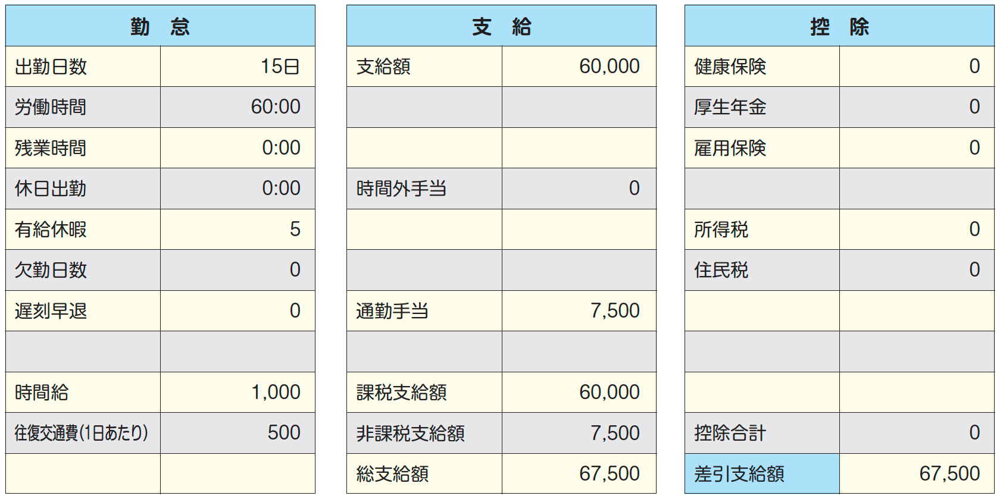 勤　怠
出勤日数 15日
労働時間 60:00
残業時間 0:00
休日出勤 0:00
有給休暇 5
欠勤日数 0
遅刻早退 0
時間給 1,000
往復交通費(1日あたり) 500
支　給
支給額 60,000
時間外手当 0
通勤手当 7,500
課税支給額 60,000
非課税支給額 7,500
総支給額 67,500
控　除
健康保険 0
厚生年金 0
雇用保険 0
所得税 0
住民税 0
控除合計 0
差引支給額 67,500